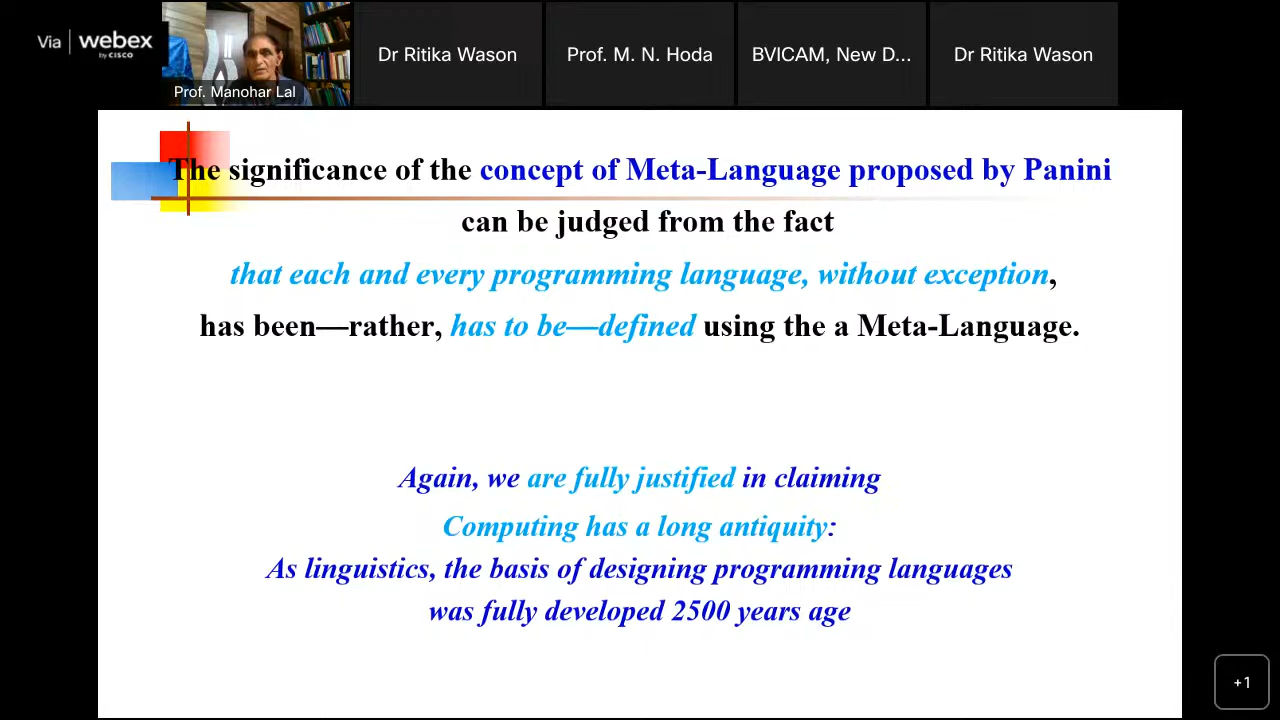 Via webex
by CISCO
Prof. Manohar Lal
Dr Ritika Wason
Prof. M. N. Hoda
BVICAM, New D...
Dr Ritika Wason
The significance of the concept of Meta-Language proposed by Panini
can be judged from the fact
that each and every programming language, without exception,
has been—rather, has to be—defined using the a Meta-Language.
Again, we are fully justified in claiming
Computing has a long antiquity:
As linguistics, the basis of designing programming languages
was fully developed 2500 years age
+1